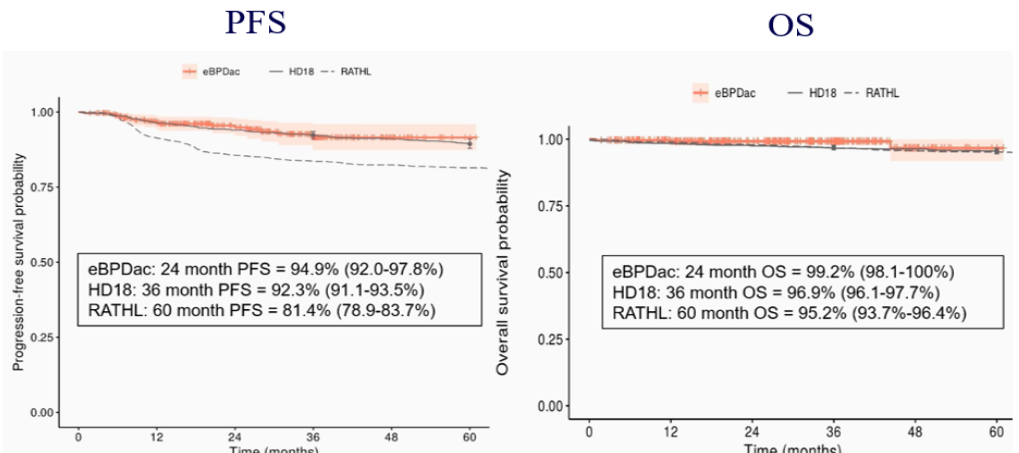 PFS
eBPDac HD18 RATHL
Progression-free survival probability
1.00
0.75
0.50
0.25
0.00
eBPDac: 24 month PFS = 94.9% (92.0-97.8%)
HD18: 36 month PFS = 92.3% (91.1-93.5%)
RATHL: 60 month PFS = 81.4% (78.9-83.7%)
0 12 24 36 48 60
Time (months)
OS
eBPDac HD18 RATHL
Overall survival probability
1.00
0.75
0.50
0.25
0.00
eBPDac: 24 month OS = 99.2% (98.1-100%)
HD18: 36 month OS = 96.9% (96.1-97.7%)
RATHL: 60 month OS = 95.2% (93.7%-96.4%)
0 12 24 36 48 60
Time (months)